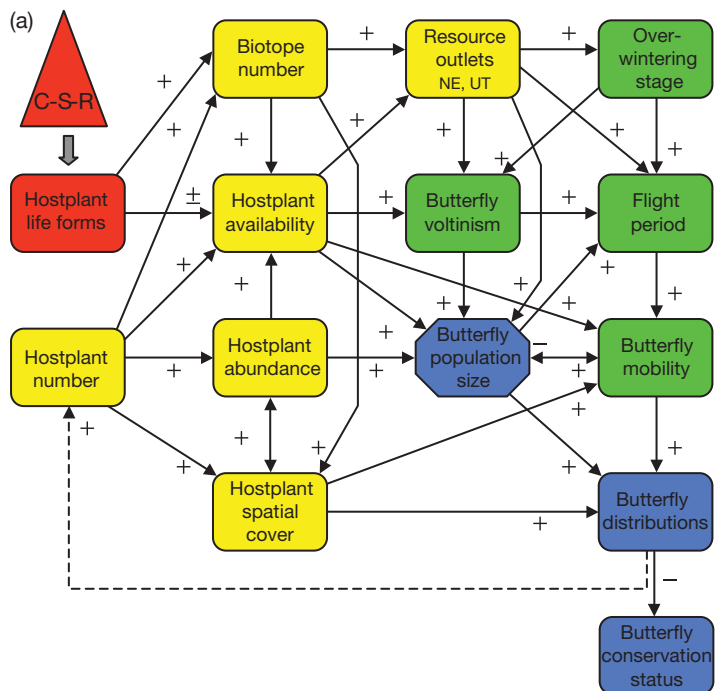 (a)
C-S-R
Biotope
number
Resource
outlets
NE, UT
Over-
wintering
stage
+
+
+
+
+
+
+
+
+
Hostplant
life forms
±
Hostplant
availability
+
Butterfly
voltinism
+
Flight
period
+
+
+
+
+
+
Hostplant
number
+
Hostplant
abundance
+
+
Butterfly
population
size
−
+
Butterfly
mobility
+
+
+
+
+
+
+
Hostplant
spatial
cover
+
Butterfly
distributions
−
Butterfly
conservation
status